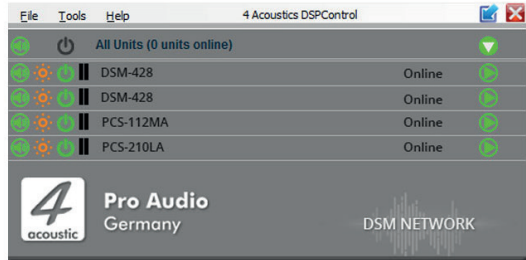 File Tools Help 4 Acoustics DSPControl
All Units (0 units online)
DSM-428 Online
DSM-428 Online
PCS-112MA Online
PCS-210LA Online
4 acoustic
Pro Audio
Germany
DSM NETWORK